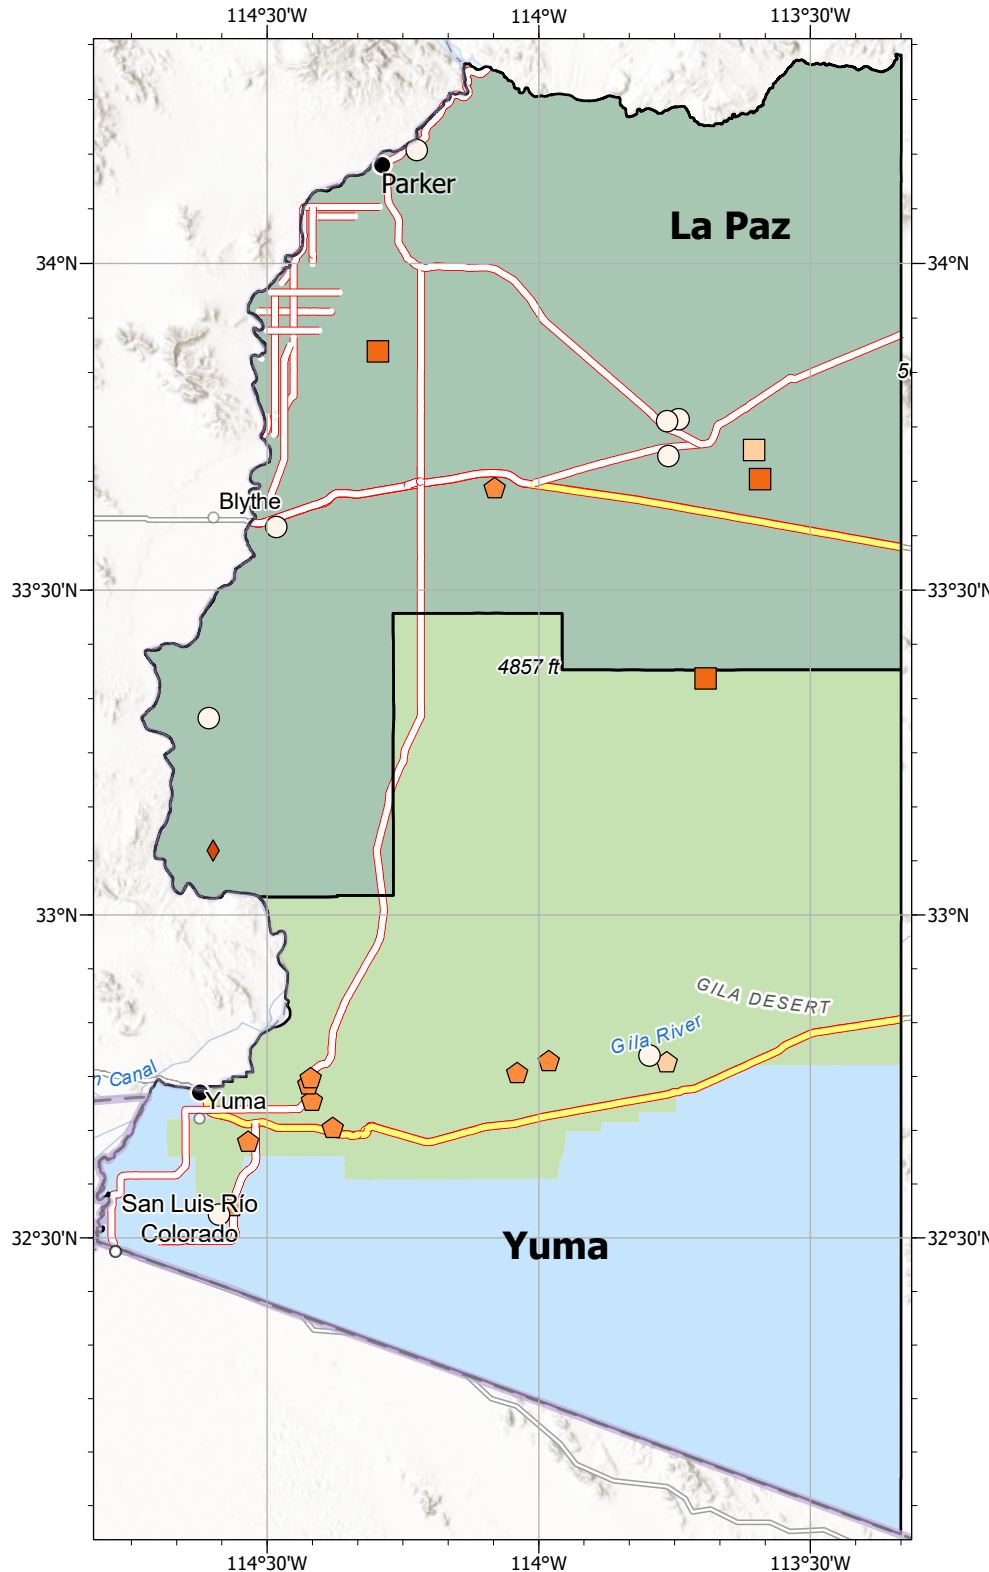 114°30'W 114°W 113°30'W
Parker
La Paz
34°N 34°N
5
Blythe
33°30'N 33°30'N
4857 ft
33°N 33°N
GILA DESERT
Gila River
n Canal
Yuma
San Luis Río
Colorado
32°30'N 32°30'N
Yuma
114°30'W 114°W 113°30'W